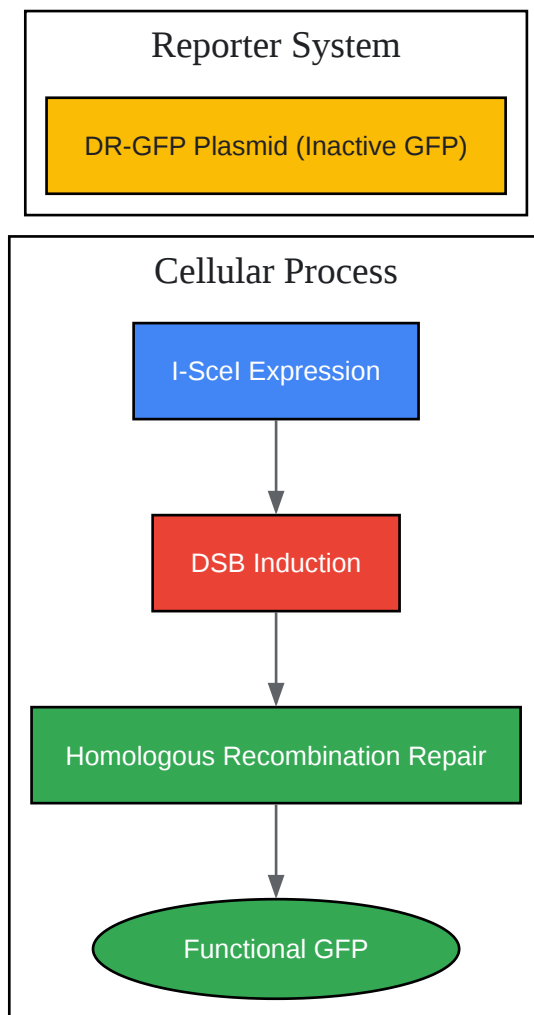 Reporter System
DR-GFP Plasmid (Inactive GFP)
Cellular Process
I-SceI Expression
DSB Induction
Homologous Recombination Repair
Functional GFP